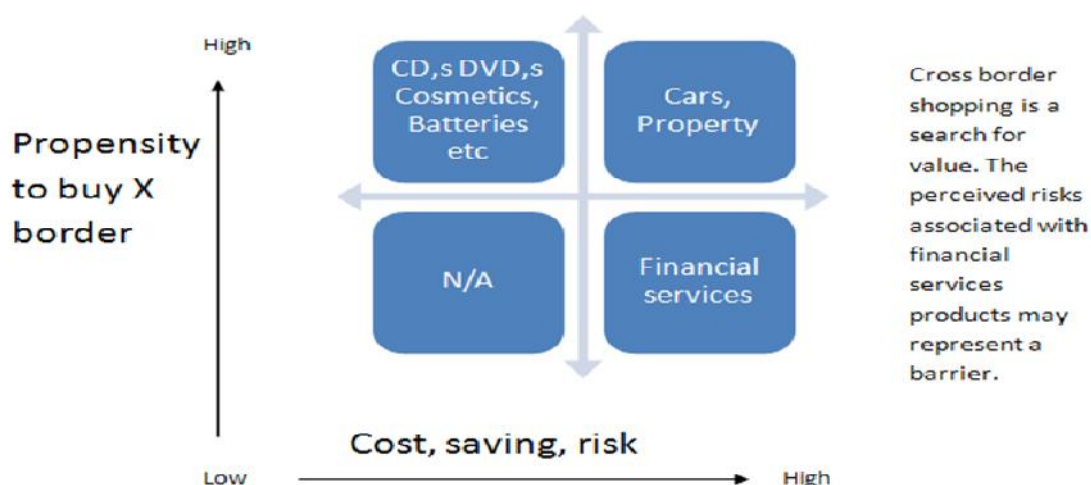 High
Propensity
to buy X
border
CD,s DVD,s
Cosmetics,
Batteries
etc
Cars,
Property
N/A
Financial
services
Cross border
shopping is a
search for
value. The
perceived risks
associated with
financial
services
products may
represent a
barrier.
Cost, saving, risk
Low
High